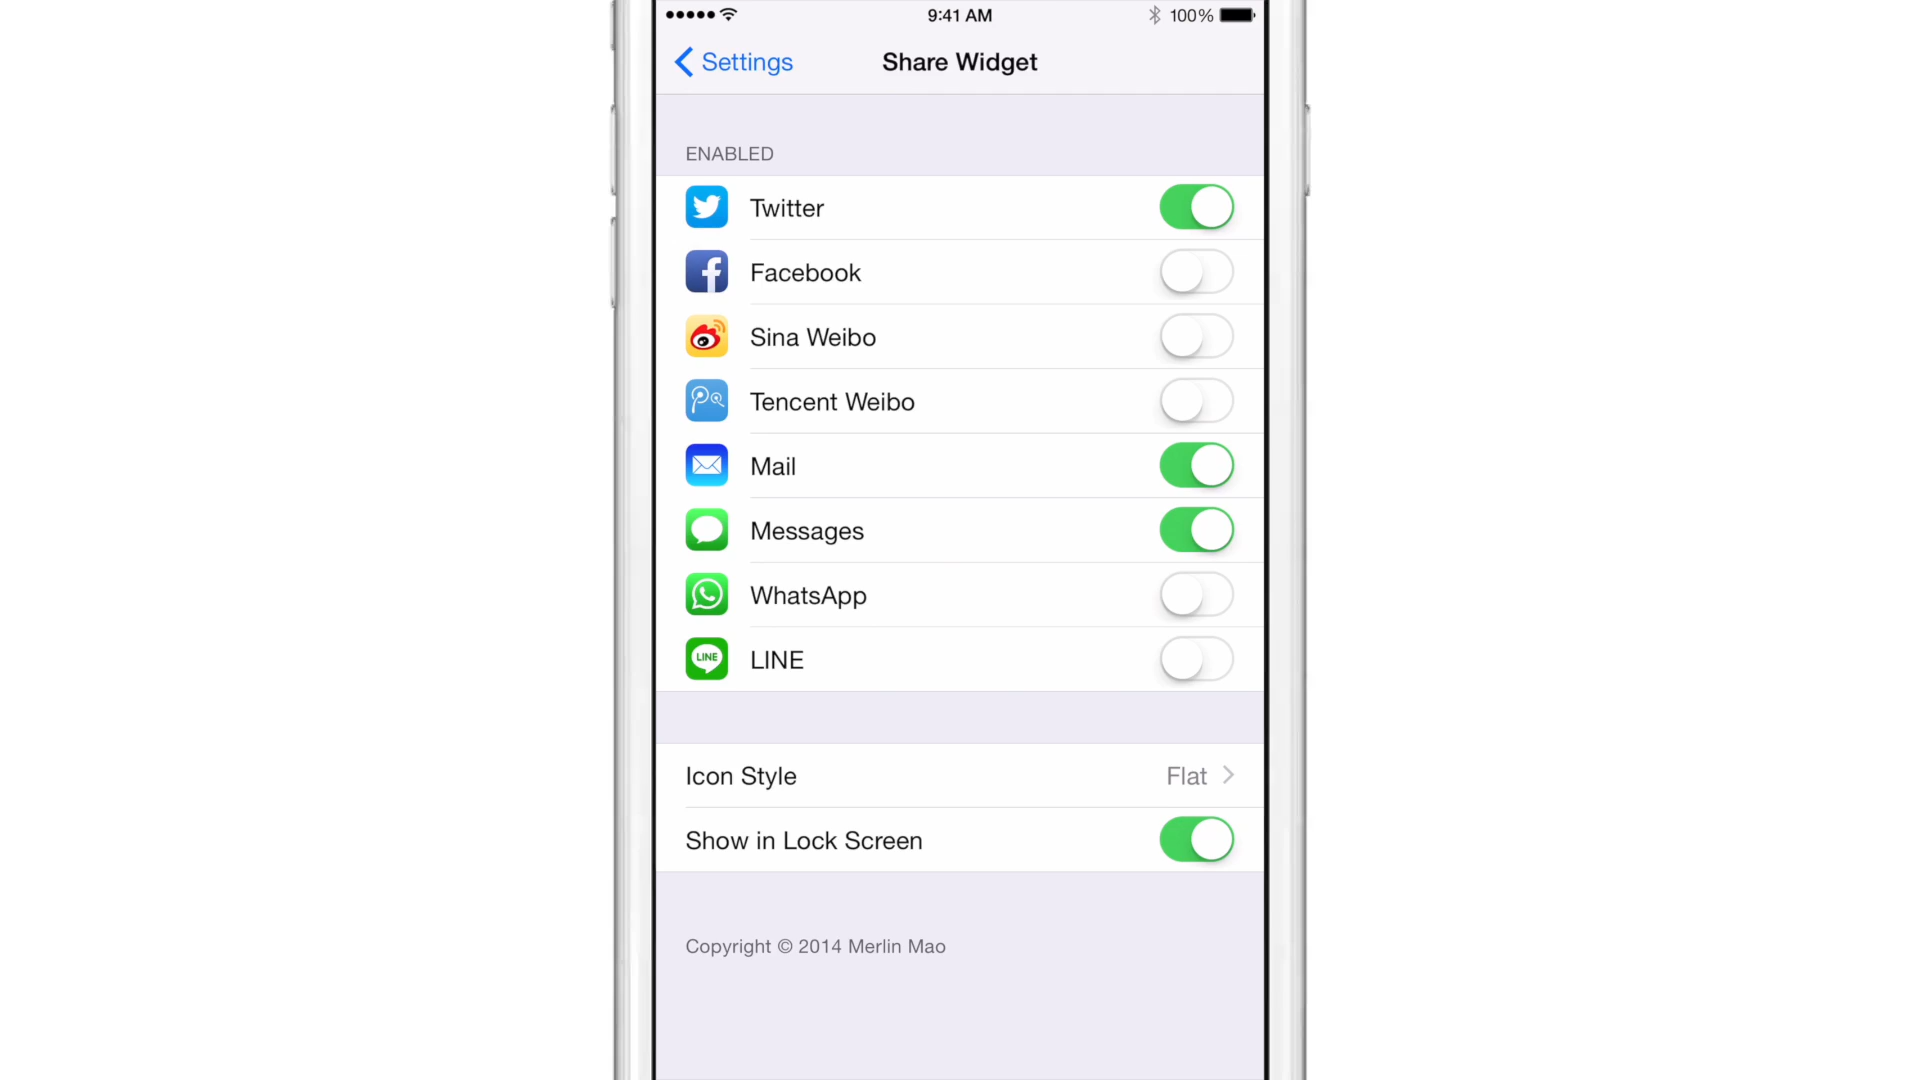 9:41 AM
100%
Settings
Share Widget
ENABLED
Twitter
Facebook
Sina Weibo
Tencent Weibo
Mail
Messages
WhatsApp
LINE
LINE
Icon Style
Flat
Show in Lock Screen
Copyright © 2014 Merlin Mao